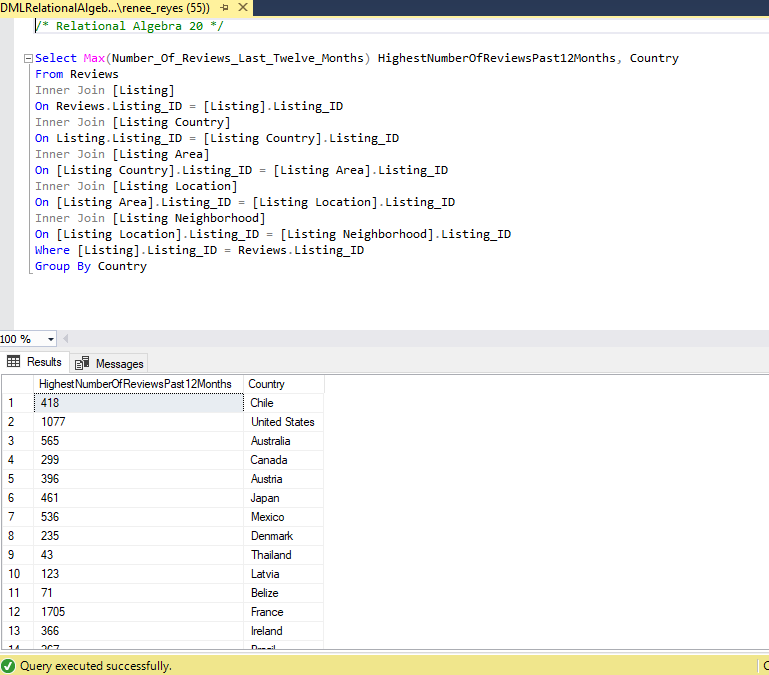 DMLRelationalAlgeb...\renee_reyes (55))
/* Relational Algebra 20 */
Select Max(Number_Of_Reviews_Last_Twelve_Months) HighestNumberOfReviewsPast12Months, Country
From Reviews
Inner Join [Listing]
On Reviews.Listing_ID = [Listing].Listing_ID
Inner Join [Listing Country]
On Listing.Listing_ID = [Listing Country].Listing_ID
Inner Join [Listing Area]
On [Listing Country].Listing_ID = [Listing Area].Listing_ID
Inner Join [Listing Location]
On [Listing Area].Listing_ID = [Listing Location].Listing_ID
Inner Join [Listing Neighborhood]
On [Listing Location].Listing_ID = [Listing Neighborhood].Listing_ID
Where [Listing].Listing_ID = Reviews.Listing_ID
Group By Country
100 %
Results Messages
HighestNumberOfReviewsPast12Months Country
1 418 Chile
2 1077 United States
3 565 Australia
4 299 Canada
5 396 Austria
6 461 Japan
7 536 Mexico
8 235 Denmark
9 43 Thailand
10 123 Latvia
11 71 Belize
12 1705 France
13 366 Ireland
14 267 Brazil
Query executed successfully.